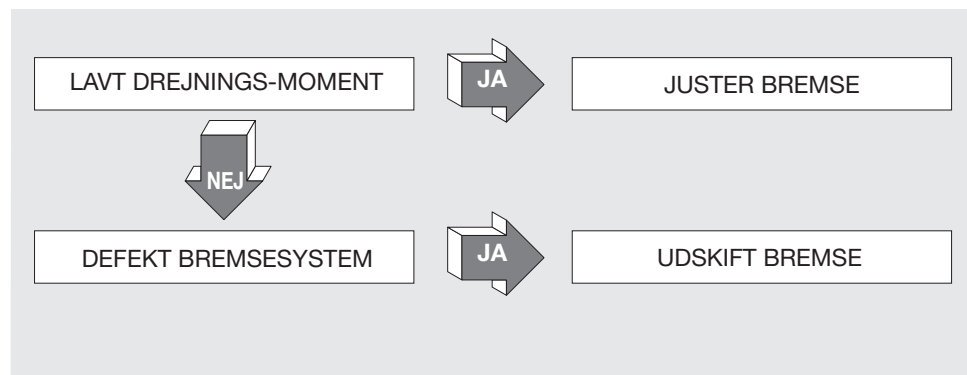 LAVT DREJNINGS-MOMENT
JA
JUSTER BREMSE
NEJ
DEFEKT BREMSESYSTEM
JA
UDSKIFT BREMSE